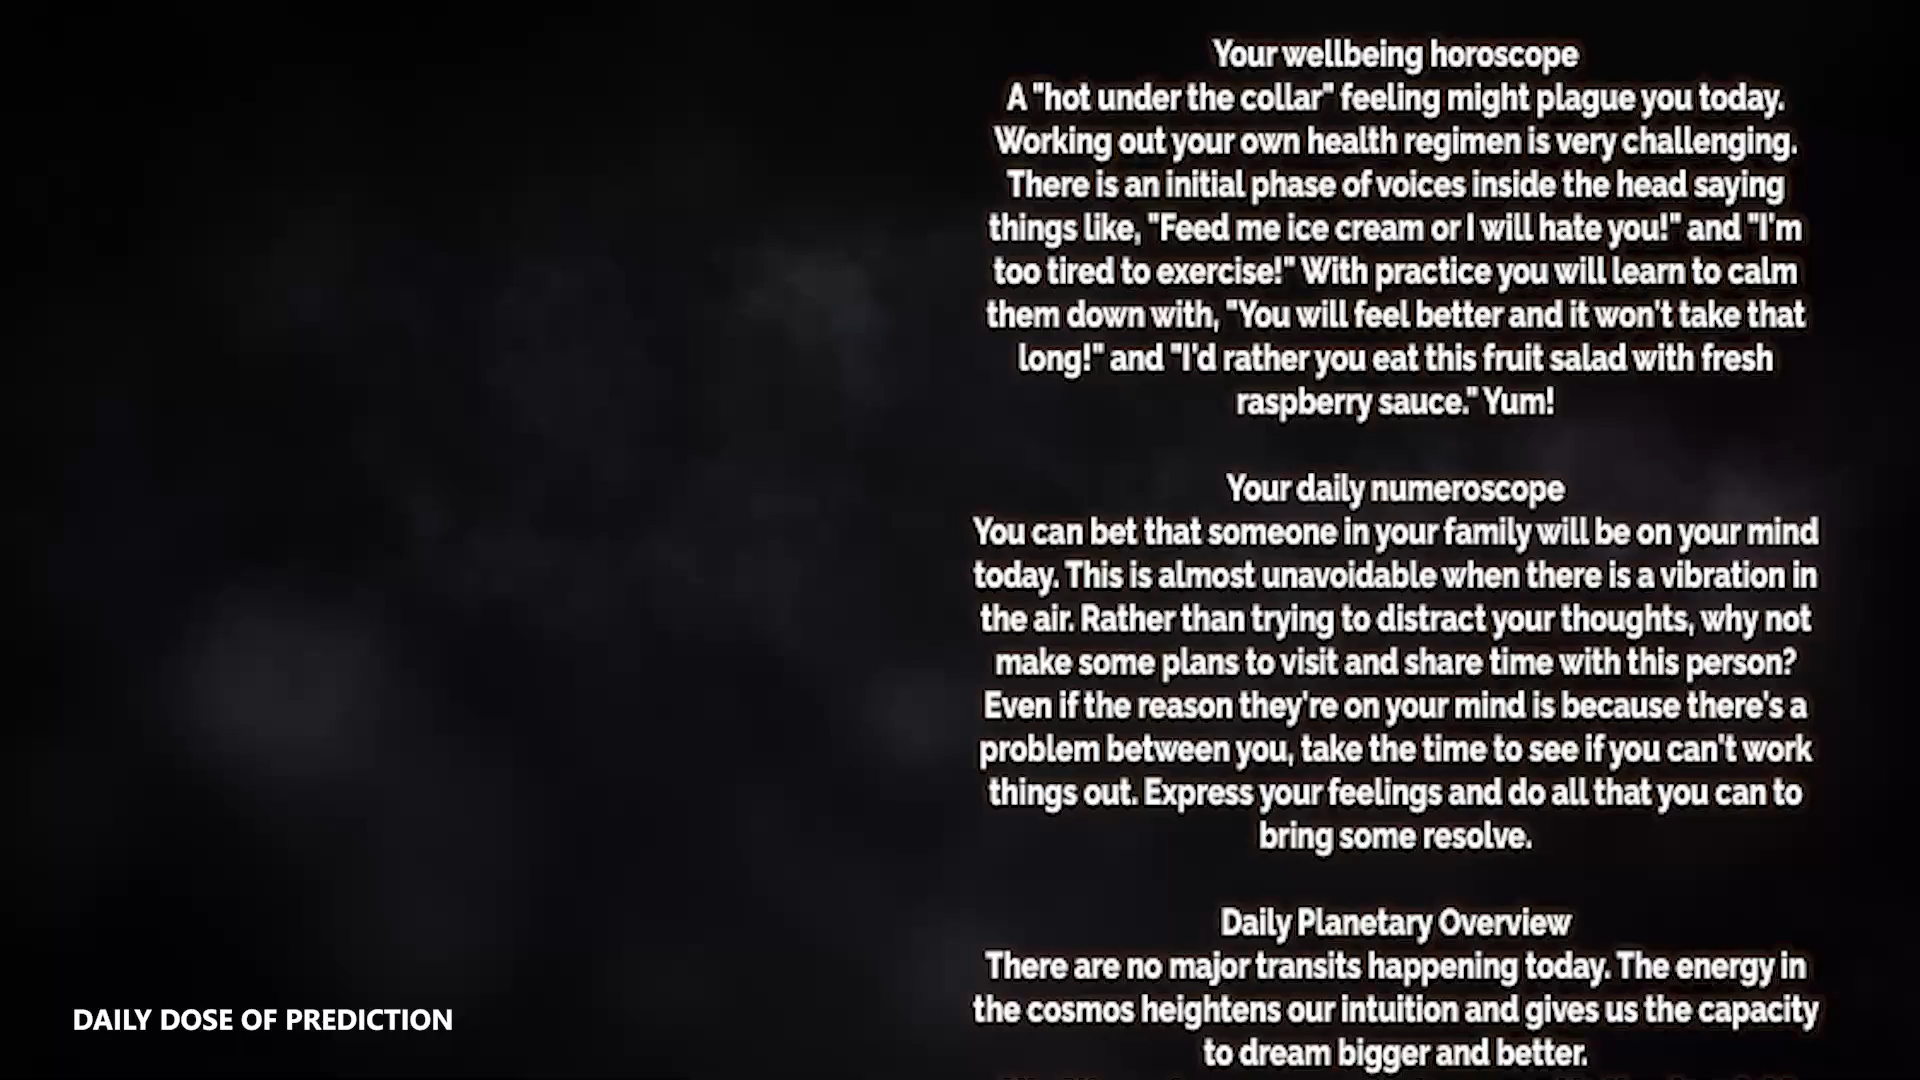 Your wellbeing horoscope
A "hot under the collar" feeling might plague you today.
Working out your own health regimen is very challenging.
There is an initial phase of voices inside the head saying
things like, "Feed me ice cream or I will hate you!" and "I'm
too tired to exercise!" With practice you will learn to calm
them down with, "You will feel better and it won't take that
long!" and "I'd rather you eat this fruit salad with fresh
raspberry sauce." Yum!
Your daily numeroscope
You can bet that someone in your family will be on your mind
today. This is almost unavoidable when there is a vibration in
the air. Rather than trying to distract your thoughts, why not
make some plans to visit and share time with this person?
Even if the reason they're on your mind is because there's a
problem between you, take the time to see if you can't work
things out. Express your feelings and do all that you can to
bring some resolve.
Daily Planetary Overview
There are no major transits happening today. The energy in
the cosmos heightens our intuition and gives us the capacity
to dream bigger and better.
DAILY DOSE OF PREDICTION